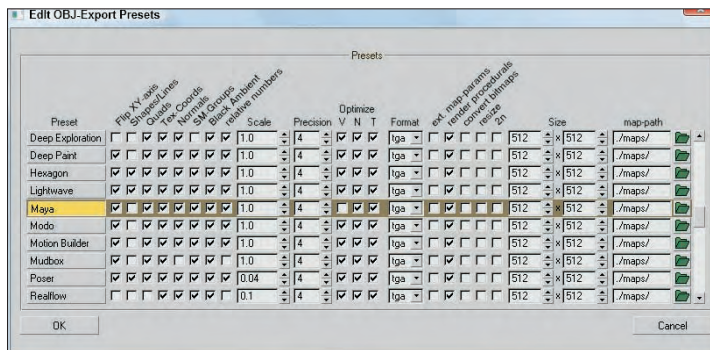 Edit OBJ-Export Presets
Presets
Preset Flip XY-axis Shapes/Lines Quads Tex-Coords Normals SM-Groups Black Ambient relative numbers Scale Precision Optimize V N T Format ext. map-params render procedurals convert bitmaps resize 2n Size map-path
Deep Exploration 1.0 4 tga 512 x 512 ./maps/
Deep Paint 1.0 4 tga 512 x 512 ./maps/
Hexagon 1.0 4 tga 512 x 512 ./maps/
Lightwave 1.0 4 tga 512 x 512 ./maps/
Maya 1.0 4 tga 512 x 512 ./maps/
Modo 1.0 4 tga 512 x 512 ./maps/
Motion Builder 1.0 4 tga 512 x 512 ./maps/
Mudbox 1.0 4 tga 512 x 512 ./maps/
Poser 0.04 4 tga 512 x 512 ./maps/
Realflow 0.1 4 tga 512 x 512 ./maps/
OK Cancel